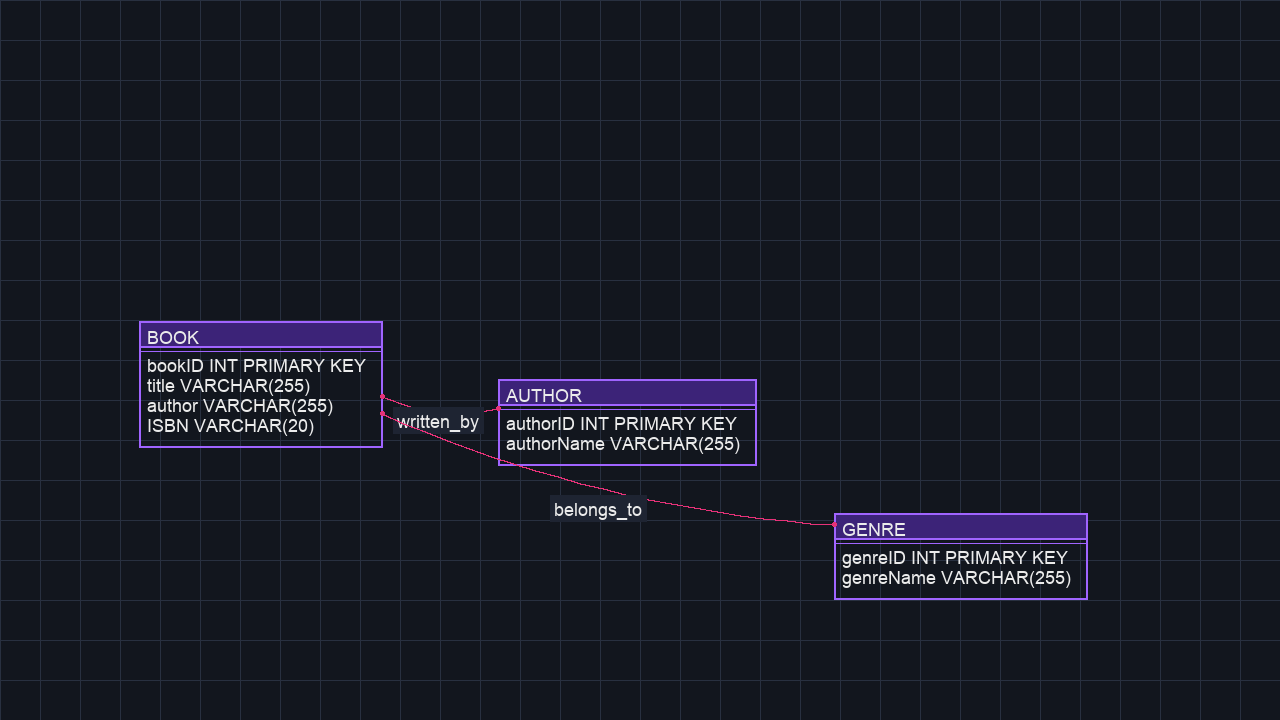 BOOK
bookID INT PRIMARY KEY
title VARCHAR(255)
author VARCHAR(255)
ISBN VARCHAR(20)
written_by
AUTHOR
authorID INT PRIMARY KEY
authorName VARCHAR(255)
belongs_to
GENRE
genreID INT PRIMARY KEY
genreName VARCHAR(255)